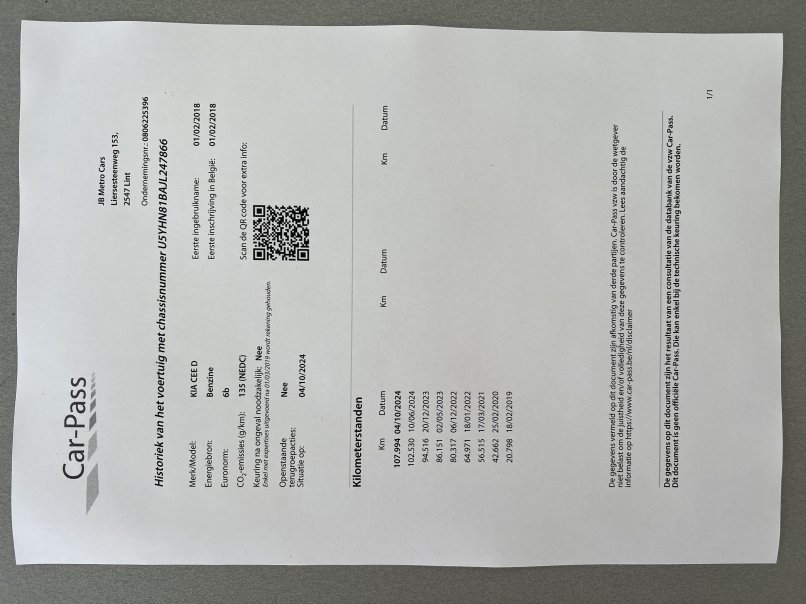 Car-Pass
JB Metro Cars
Liersesteenweg 153,
2547 Lint
Ondernemingsnr.: 0806225396
Historiek van het voertuig met chassisnummer U5YHN81BAJL247866
Merk/Model: KIA CEE D
Energiebron: Benzine
Euronorm: 6b
CO2-emissies (g/km): 135 (NEDC)
Keuring na ongeval noodzakelijk: Nee
Enkel met expertises uitgevoerd na 01/03/2019 wordt rekening gehouden.
Openstaande terugroepacties: Nee
Situatie op: 04/10/2024
Eerste ingebruikname: 01/02/2018
Eerste inschrijving in België: 01/02/2018
Scan de QR code voor extra info:
Kilometerstanden
Km Datum Km Datum Km Datum
107.994 04/10/2024
102.530 10/06/2024
94.516 20/12/2023
86.151 02/05/2023
80.317 06/12/2022
64.971 18/01/2022
56.515 17/03/2021
42.662 25/02/2020
20.798 18/02/2019
De gegevens vermeld op dit document zijn afkomstig van derde partijen. Car-Pass vzw is door de wetgever
niet belast om de juistheid en/of volledigheid van deze gegevens te controleren. Lees aandachtig de
informatie op https://www.car-pass.be/nl/disclaimer
De gegevens op dit document zijn het resultaat van een consultatie van de databank van de vzw Car-Pass.
Dit document is geen officiële Car-Pass. Die kan enkel bij de technische keuring bekomen worden.
1/1